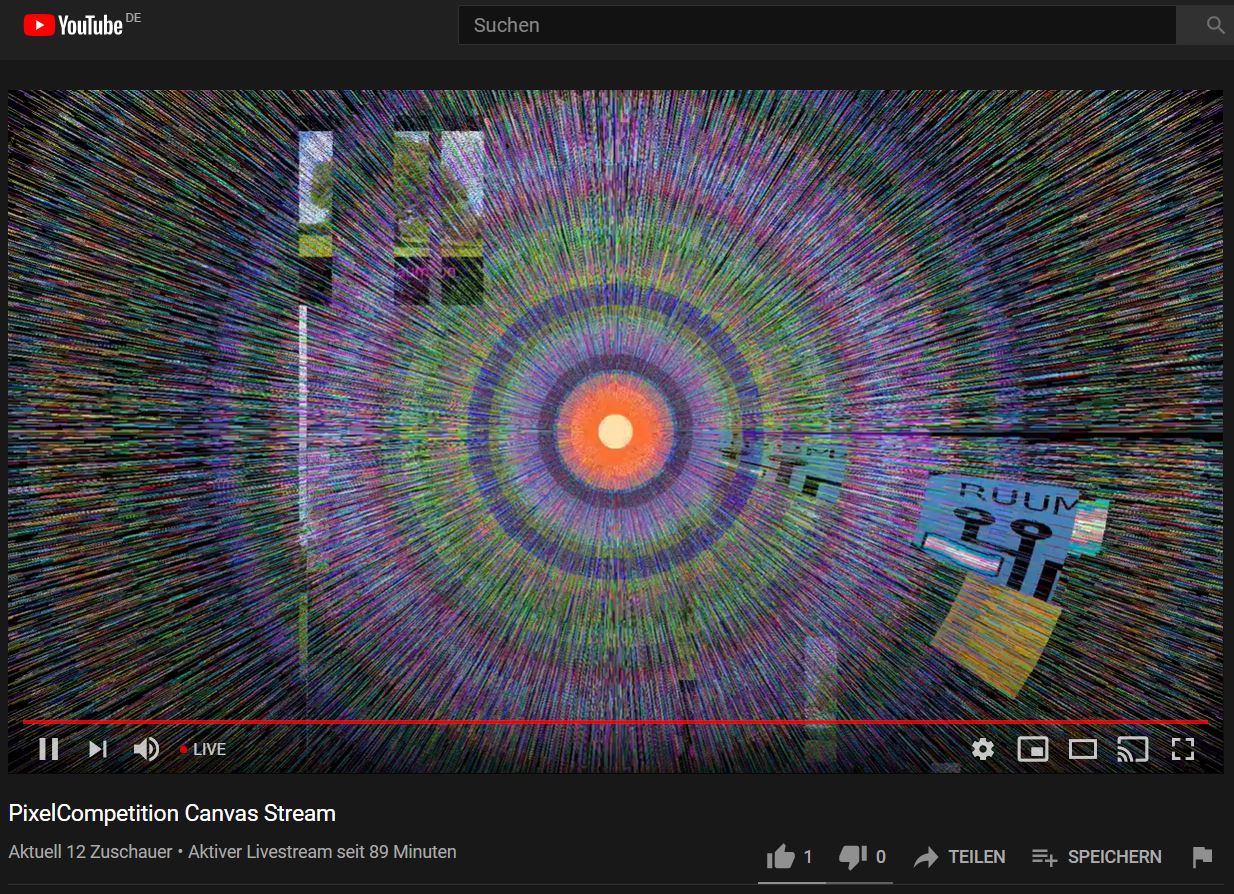 YouTube DE
Suchen
RUUM
LIVE
PixelCompetition Canvas Stream
Aktuell 12 Zuschauer • Aktiver Livestream seit 89 Minuten
1
0
TEILEN
SPEICHERN